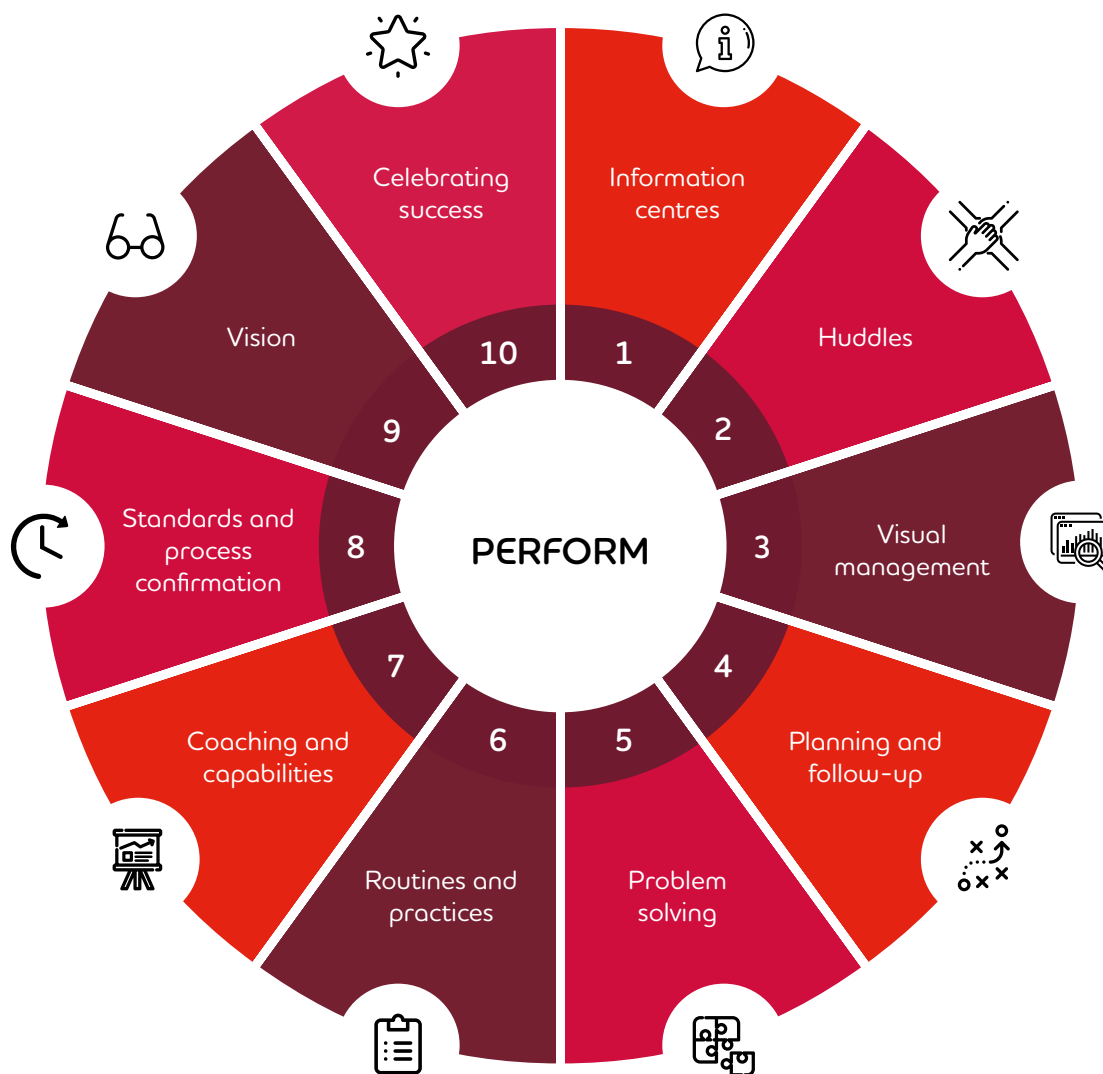 Information
centres
1
Huddles
2
Visual
management
3
Planning and
follow-up
4
Problem
solving
5
Routines and
practices
6
Coaching and
capabilities
7
Standards and
process
confirmation
8
Vision
9
Celebrating
success
10
PERFORM